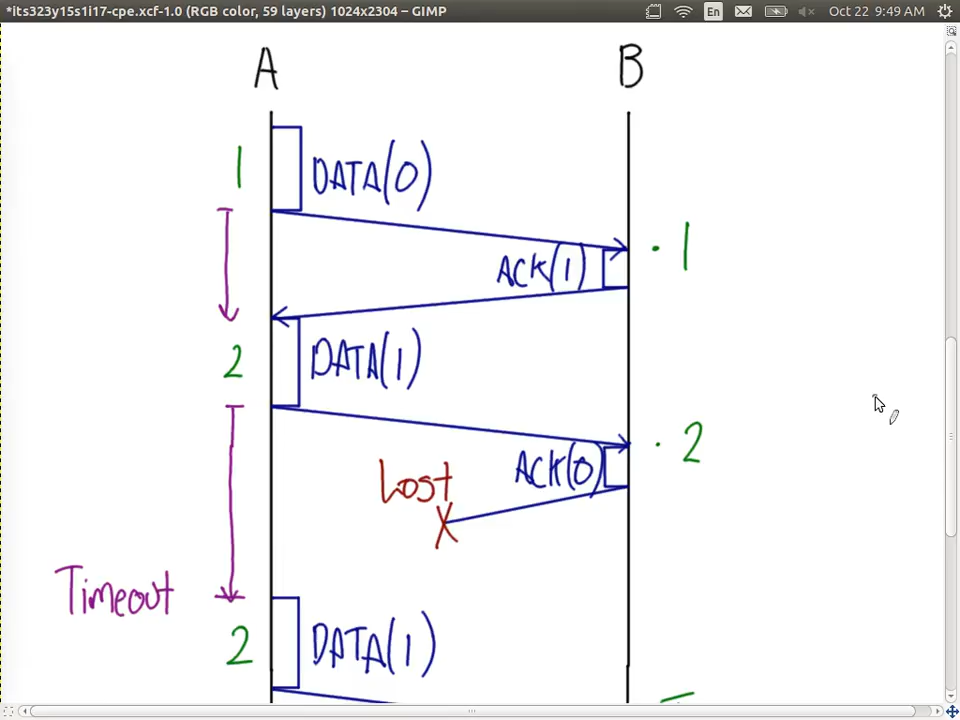 *its323y15s1i17-cpe.xcf-1.0 (RGB color, 59 layers) 1024x2304 – GIMP
En
Oct 22 9:49 AM
A
B
1
DATA(0)
1
ACK(1)
2
DATA(1)
2
ACK(0)
Lost
X
Timeout
2
DATA(1)